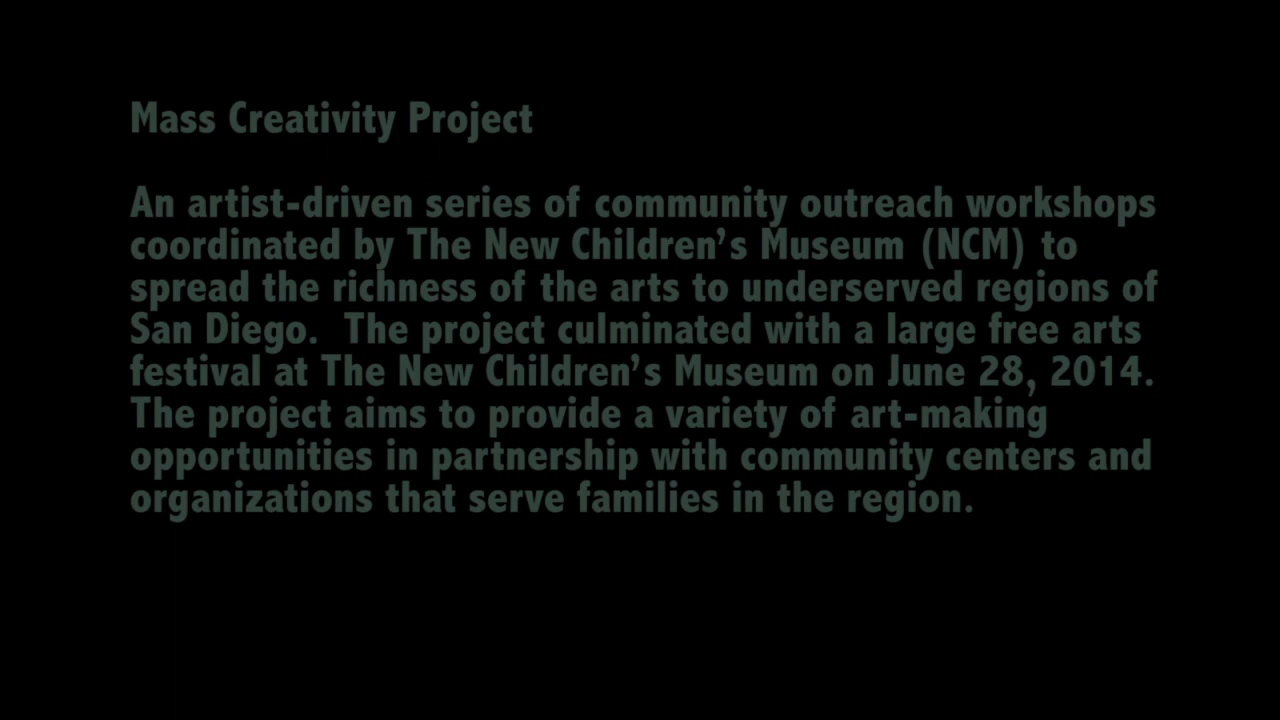 Mass Creativity Project
An artist-driven series of community outreach workshops
coordinated by The New Children’s Museum (NCM) to
spread the richness of the arts to underserved regions of
San Diego.  The project culminated with a large free arts
festival at The New Children’s Museum on June 28, 2014.
The project aims to provide a variety of art-making
opportunities in partnership with community centers and
organizations that serve families in the region.